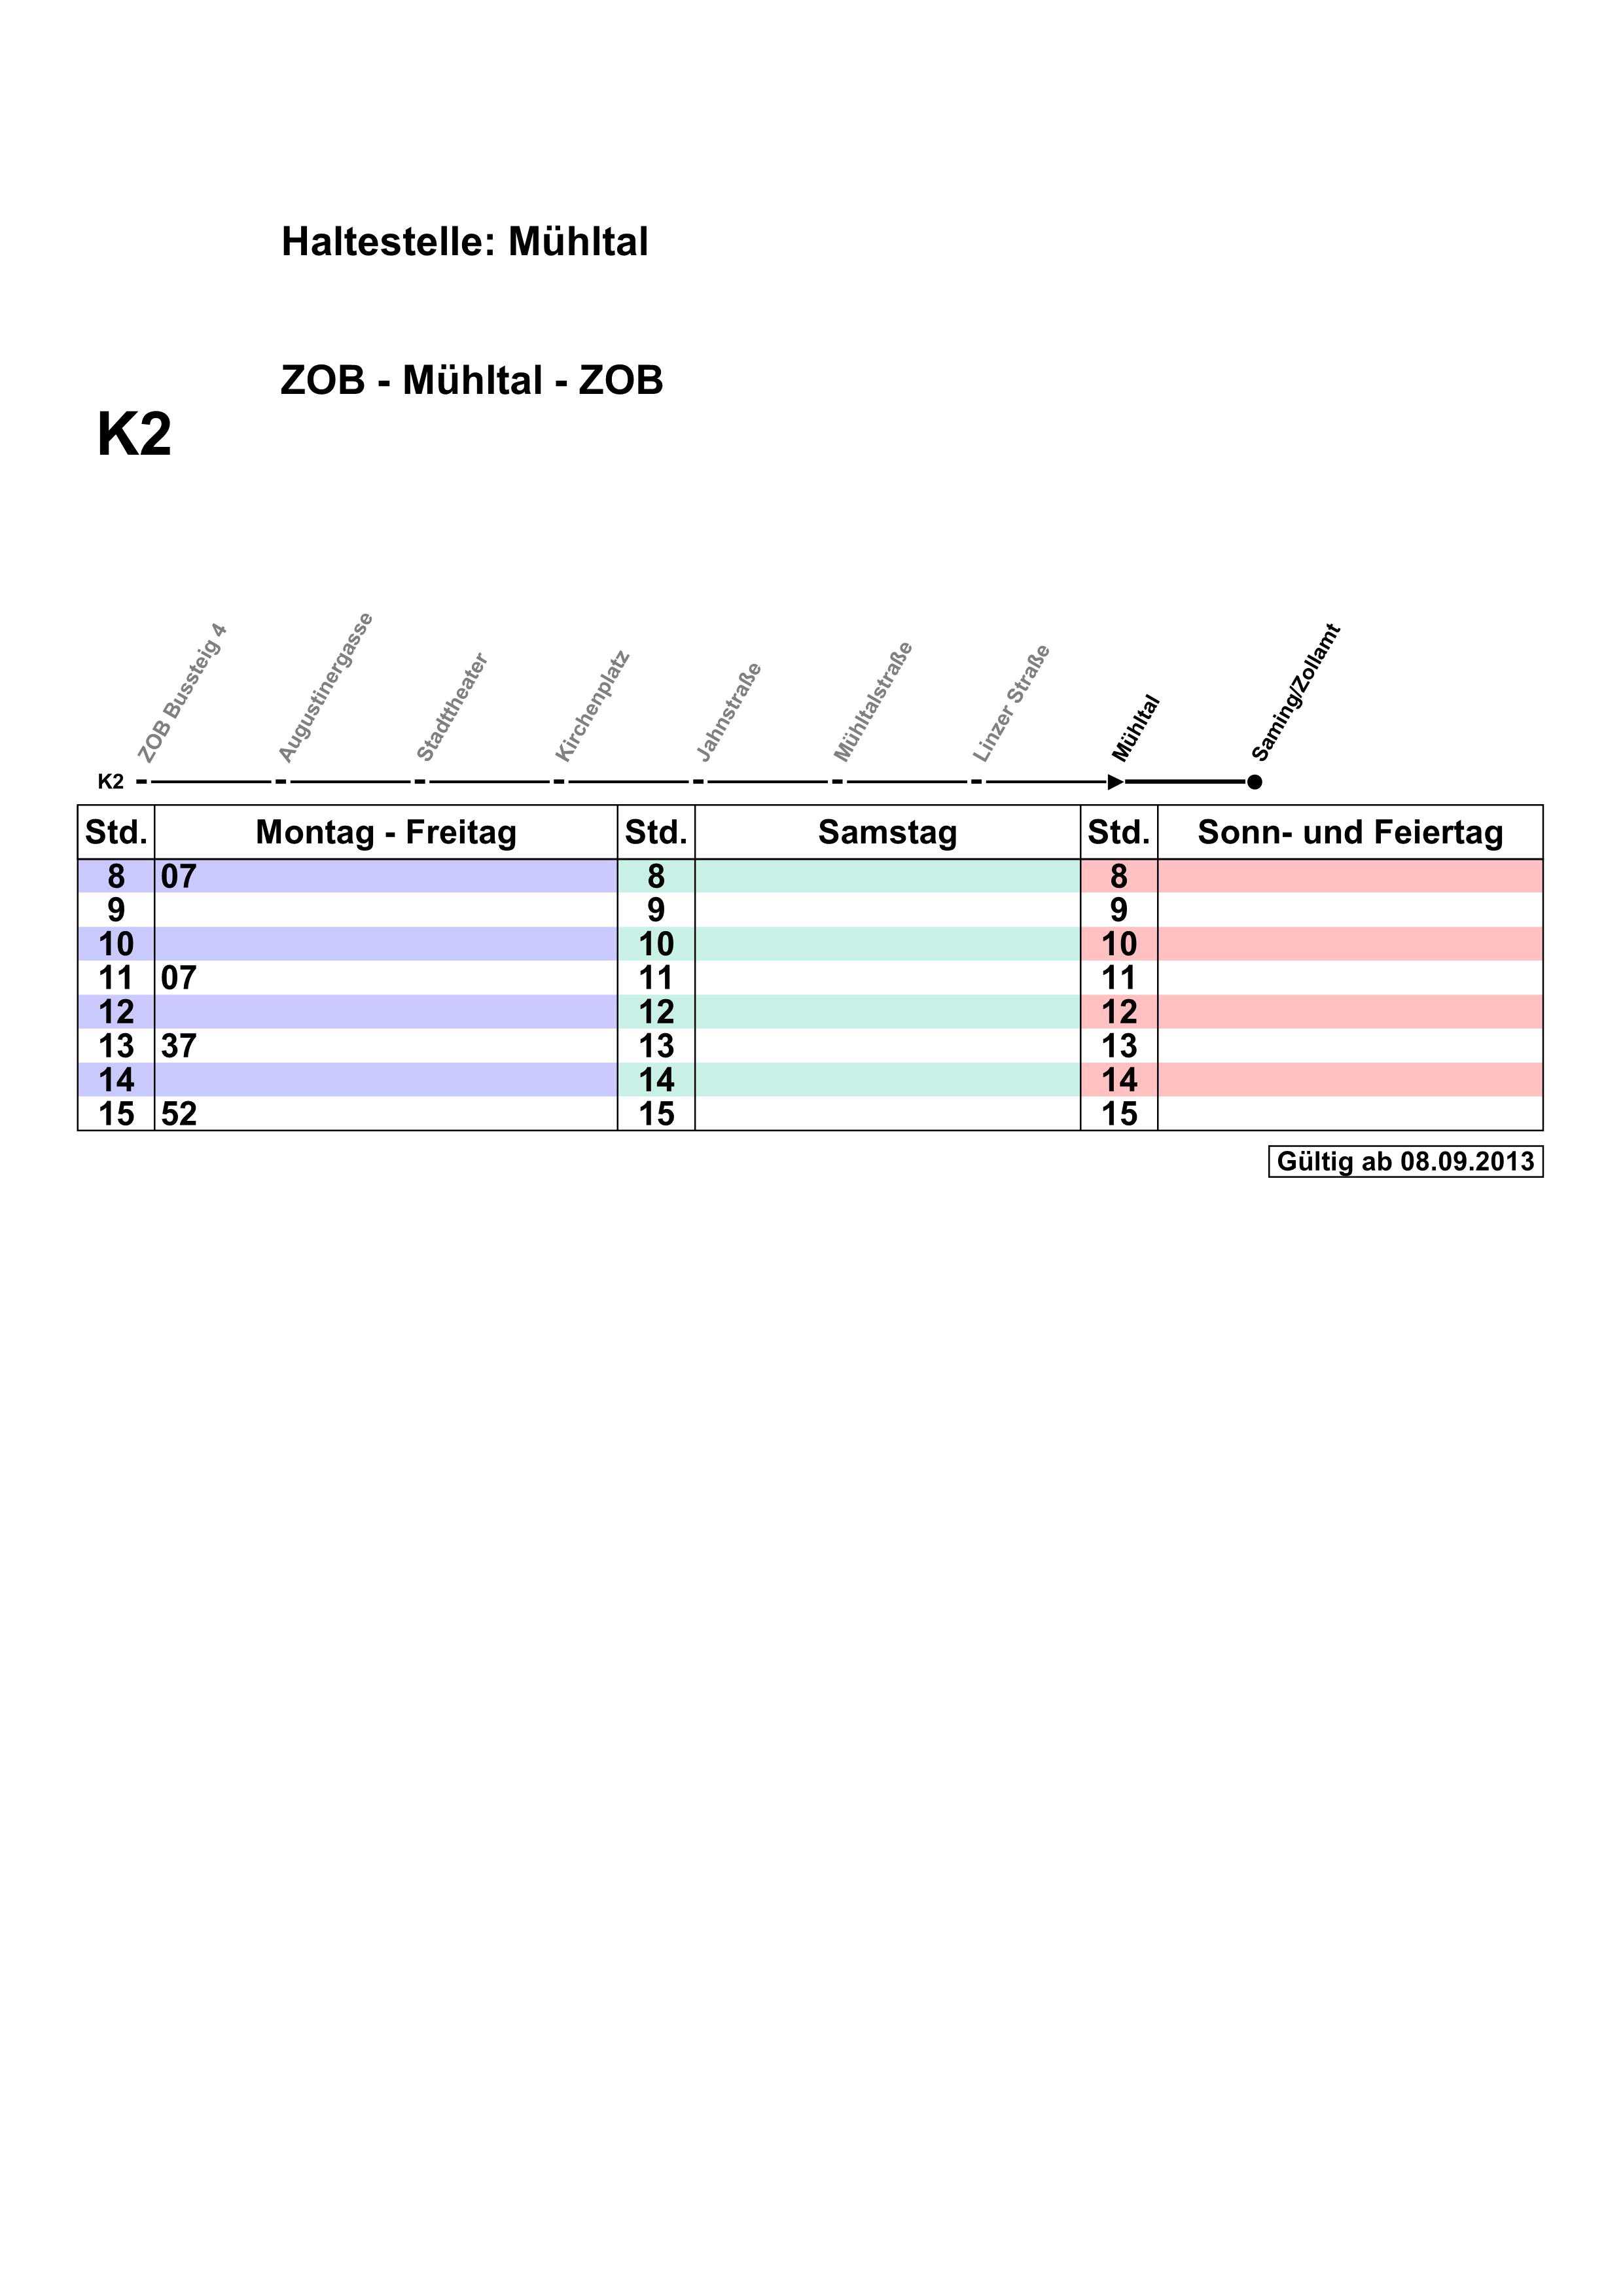 Haltestelle: Mühltal
ZOB - Mühltal - ZOB
K2
ZOB Bussteig 4
Augustinergasse
Stadttheater
Kirchenplatz
Jahnstraße
Mühltalstraße
Linzer Straße
Mühltal
Saming/Zollamt
K2
Std. Montag - Freitag Std. Samstag Std. Sonn- und Feiertag
8 07 8 8
9 9 9
10 10 10
11 07 11 11
12 12 12
13 37 13 13
14 14 14
15 52 15 15
Gültig ab 08.09.2013